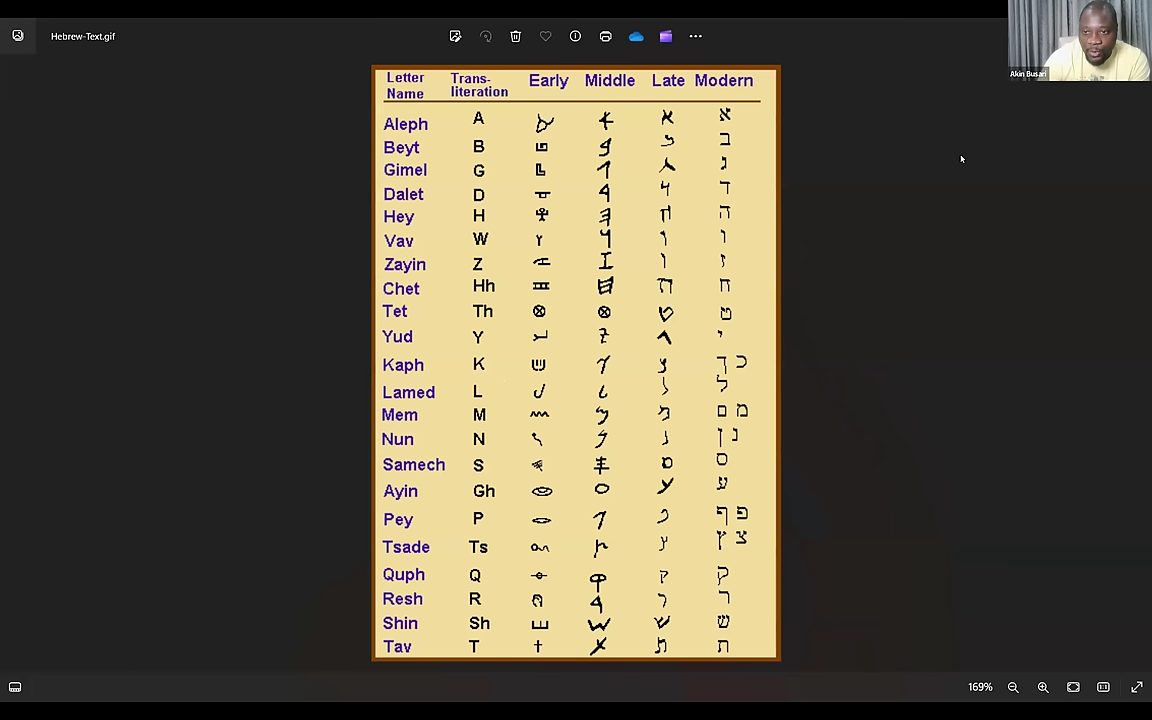 Hebrew-Text.gif
Akin Busari
Letter Name Trans-literation Early Middle Late Modern
Aleph A א
Beyt B ב
Gimel G ג
Dalet D ד
Hey H ה
Vav W ו
Zayin Z ז
Chet Hh ח
Tet Th ט
Yud Y י
Kaph K ך כ
Lamed L ל
Mem M ם מ
Nun N ן נ
Samech S ס
Ayin Gh ע
Pey P ף פ
Tsade Ts ץ צ
Quph Q ק
Resh R ר
Shin Sh ש
Tav T ת
169%